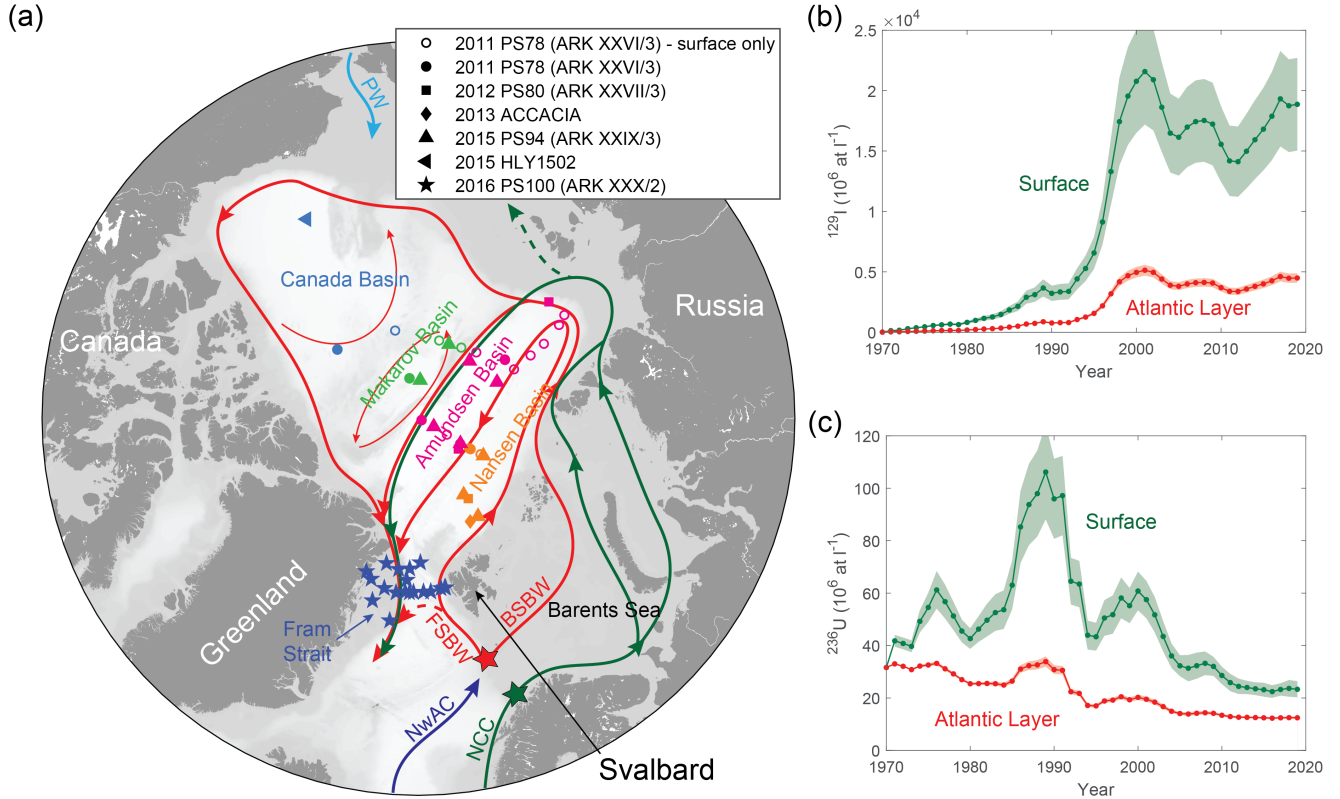 (a)
2011 PS78 (ARK XXVI/3) - surface only
2011 PS78 (ARK XXVI/3)
2012 PS80 (ARK XXVII/3)
2013 ACCACIA
2015 PS94 (ARK XXIX/3)
2015 HLY1502
2016 PS100 (ARK XXX/2)
PW
Canada Basin
Canada
Russia
Makarov Basin
Amundsen Basin
Nansen Basin
Greenland
Fram
Strait
FSBW
BSBW
Barents Sea
NwAC
NCC
Svalbard
(b)
×10⁴
2.5
2
1.5
1
0.5
0
¹²⁹I (10⁶ at l⁻¹)
Surface
Atlantic Layer
1970 1980 1990 2000 2010 2020
Year
(c)
120
100
80
60
40
20
0
²³⁶U (10⁶ at l⁻¹)
Surface
Atlantic Layer
1970 1980 1990 2000 2010 2020
Year